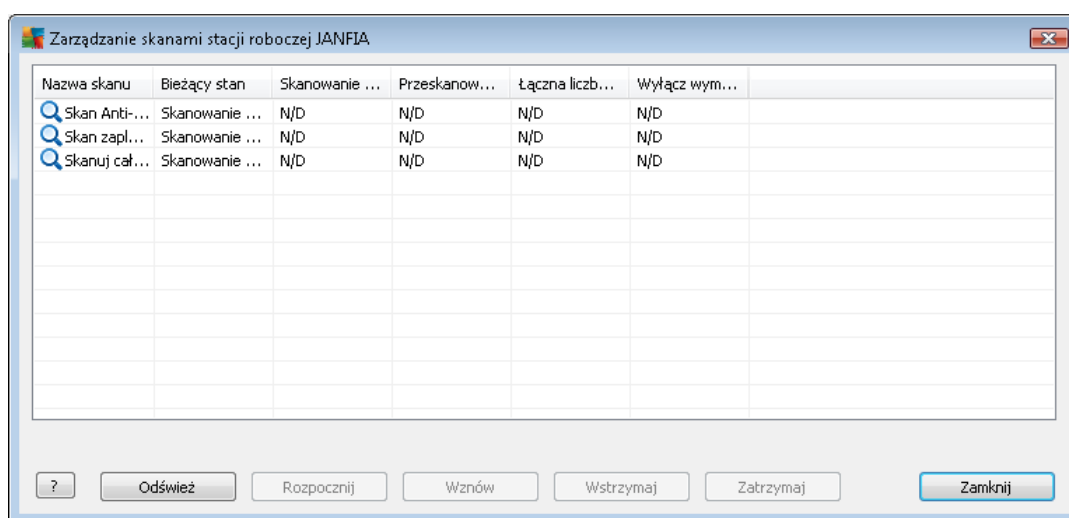 Zarządzanie skanami stacji roboczej JANFIA
Nazwa skanu Bieżący stan Skanowanie ... Przeskanow... Łączna liczb... Wyłącz wym...
Skan Anti-... Skanowanie ... N/D N/D N/D N/D
Skan zapl... Skanowanie ... N/D N/D N/D N/D
Skanuj cał... Skanowanie ... N/D N/D N/D N/D
? Odśwież Rozpocznij Wznów Wstrzymaj Zatrzymaj Zamknij